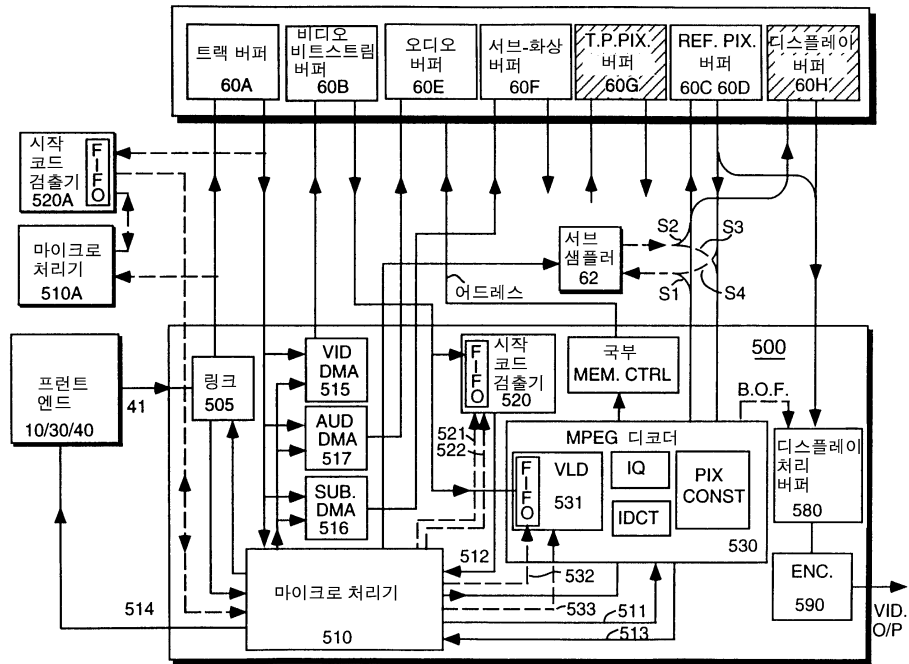 트랙 버퍼
60A
비디오
비트스트림
버퍼
60B
오디오
버퍼
60E
서브-화상
버퍼
60F
T.P.PIX.
버퍼
60G
REF. PIX.
버퍼
60C 60D
디스플레이
버퍼
60H
시작
코드
검출기
520A
FIFO
마이크로
처리기
510A
서브
샘플러
62
S2
S3
S1
S4
어드레스
500
프런트
엔드
10/30/40
41
링크
505
VID
DMA
515
AUD
DMA
517
SUB.
DMA
516
FIFO
시작
코드
검출기
520
521
522
국부
MEM. CTRL
B.O.F.
MPEG 디코더
FIFO
VLD
531
IQ
IDCT
PIX
CONST
530
디스플레이
처리
버퍼
580
ENC.
590
VID.
O/P
512
532
533
511
513
514
마이크로 처리기
510